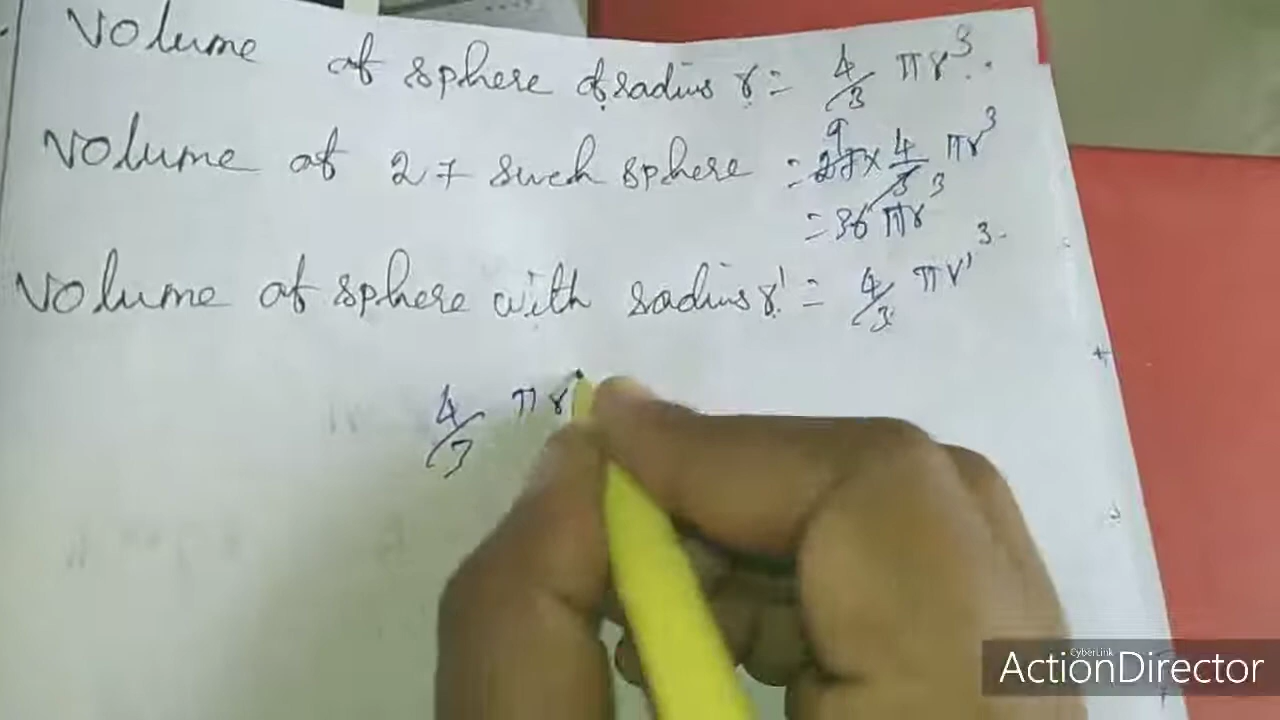 Volume of sphere of radius r = 4/3 πr³.
Volume of 27 such sphere = 9 27 × 4/3 πr³
= 36 πr³
Volume of sphere with radius r' = 4/3 πr'³.
4/3 πr
CyberLink
ActionDirector